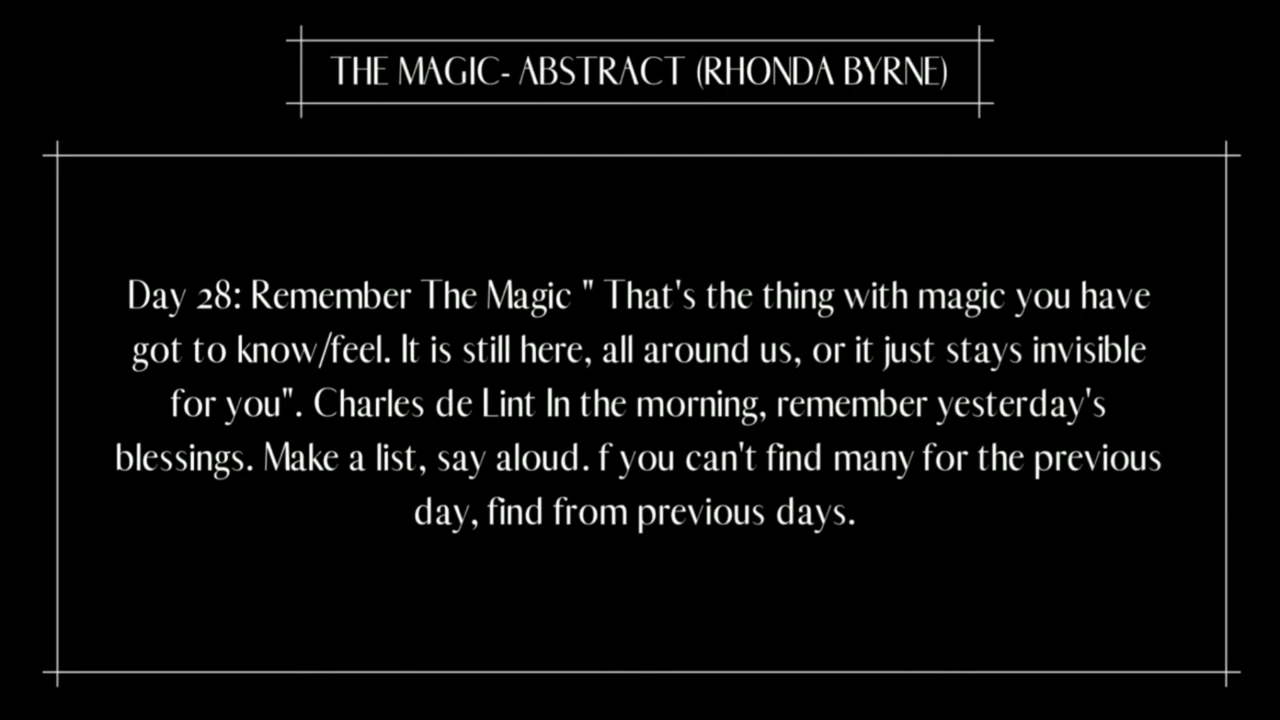 THE MAGIC- ABSTRACT (RHONDA BYRNE)
Day 28: Remember The Magic " That's the thing with magic you have
got to know/feel. It is still here, all around us, or it just stays invisible
for you". Charles de Lint In the morning, remember yesterday's
blessings. Make a list, say aloud. f you can't find many for the previous
day, find from previous days.